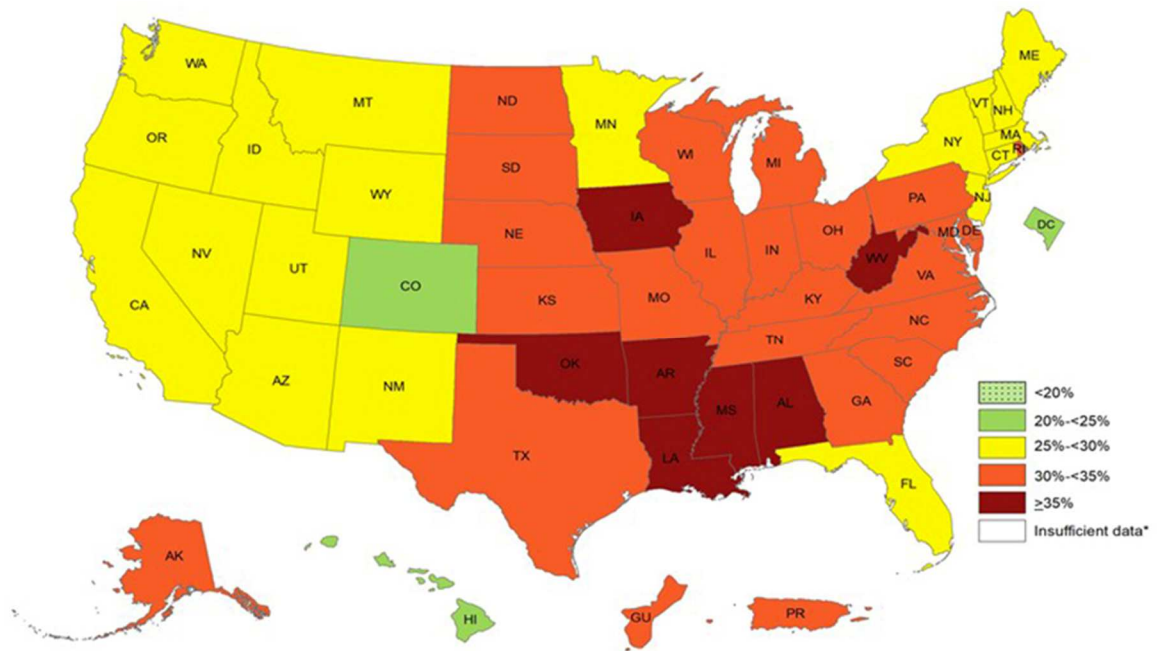 WA
MT
ND
MN
ME
VT
NH
OR
ID
WY
SD
WI
MI
NY
MA
CT
RI
NV
UT
CO
NE
IA
IL
IN
OH
PA
NJ
MD
DE
DC
CA
KS
MO
KY
WV
VA
AZ
NM
OK
AR
TN
NC
SC
TX
LA
MS
AL
GA
FL
AK
HI
GU
PR
<20%
20%-<25%
25%-<30%
30%-<35%
≥35%
Insufficient data*